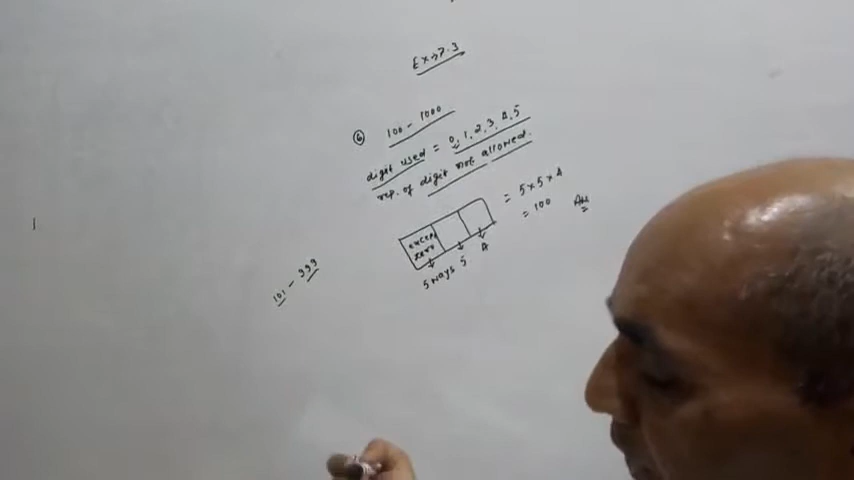 Ex→7.3
⑥ 100 - 1000
digit used = 0, 1, 2, 3, 4, 5
rep. of digit not allowed.
except zero
5 ways 5 4
= 5 × 5 × 4
= 100 Ans
101 - 999